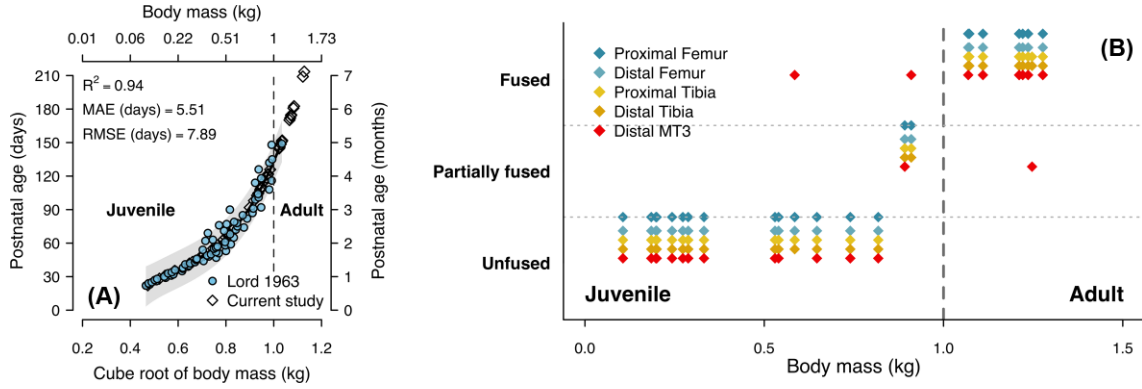 Body mass (kg)
0.01 0.06 0.22 0.51 1 1.73
R² = 0.94
MAE (days) = 5.51
RMSE (days) = 7.89
Postnatal age (days)
210
180
150
120
90
60
30
0
Postnatal age (months)
7
6
5
4
3
2
1
0
Juvenile
Adult
(A)
Lord 1963
Current study
0.2 0.4 0.6 0.8 1.0 1.2
Cube root of body mass (kg)
(B)
Proximal Femur
Distal Femur
Proximal Tibia
Distal Tibia
Distal MT3
Fused
Partially fused
Unfused
Juvenile
Adult
0.0 0.5 1.0 1.5
Body mass (kg)